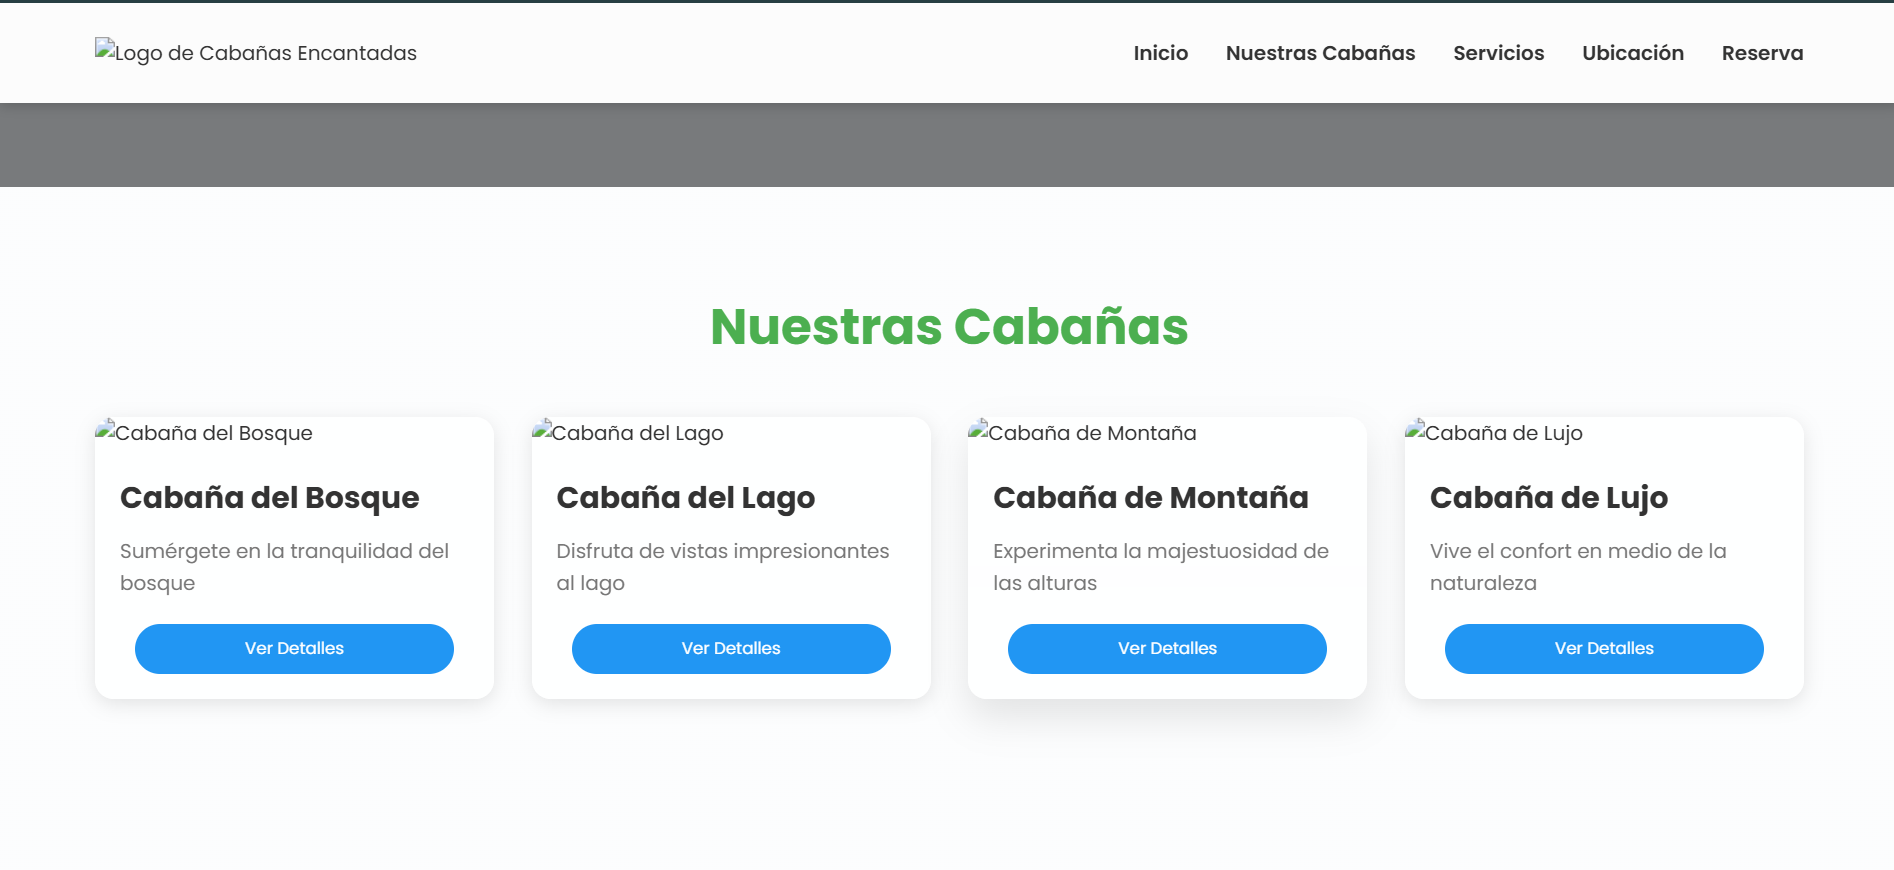 Logo de Cabañas Encantadas
Inicio
Nuestras Cabañas
Servicios
Ubicación
Reserva
Nuestras Cabañas
Cabaña del Bosque
Cabaña del Bosque
Sumérgete en la tranquilidad del
bosque
Ver Detalles
Cabaña del Lago
Cabaña del Lago
Disfruta de vistas impresionantes
al lago
Ver Detalles
Cabaña de Montaña
Cabaña de Montaña
Experimenta la majestuosidad de
las alturas
Ver Detalles
Cabaña de Lujo
Cabaña de Lujo
Vive el confort en medio de la
naturaleza
Ver Detalles